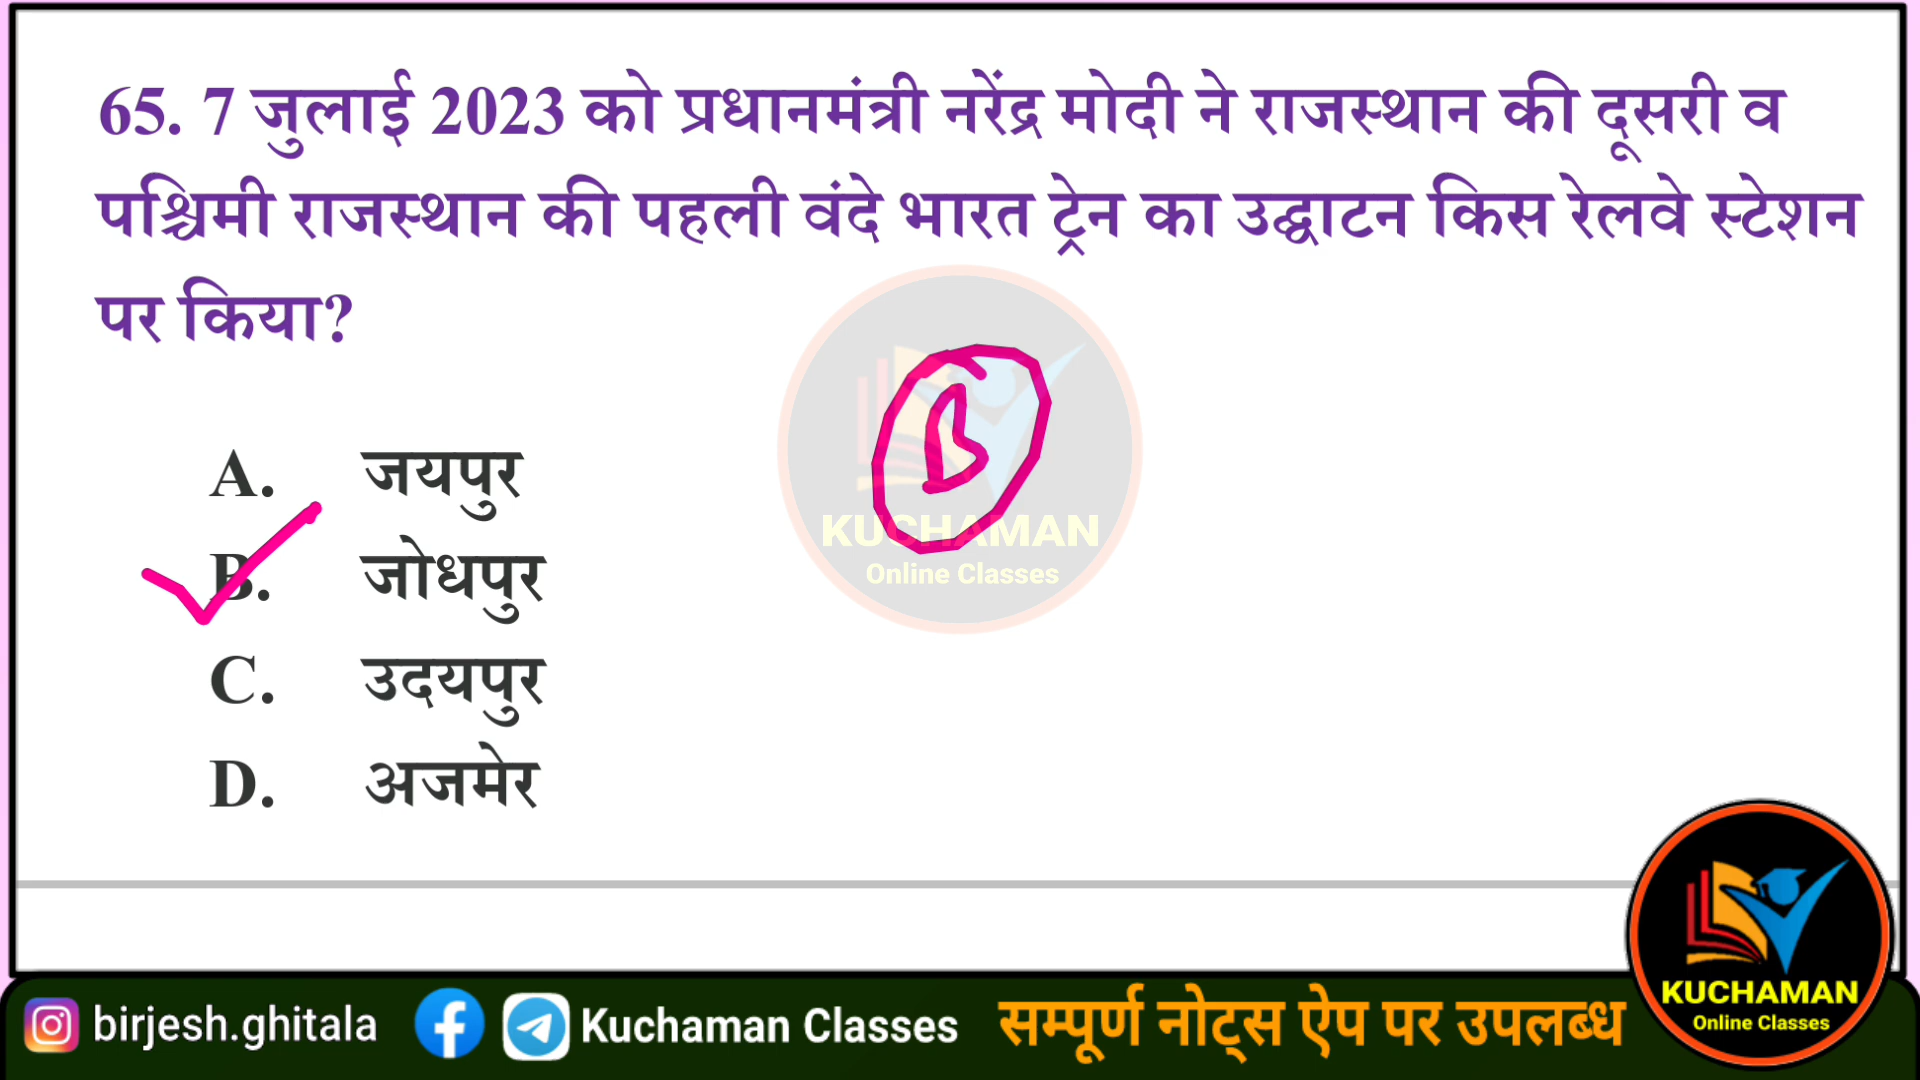 65. 7 जुलाई 2023 को प्रधानमंत्री नरेंद्र मोदी ने राजस्थान की दूसरी व
पश्चिमी राजस्थान की पहली वंदे भारत ट्रेन का उद्घाटन किस रेलवे स्टेशन
पर किया?
B
KUCHAMAN
Online Classes
A. जयपुर
B. जोधपुर
C. उदयपुर
D. अजमेर
birjesh.ghitala Kuchaman Classes सम्पूर्ण नोट्स ऐप पर उपलब्ध
KUCHAMAN
Online Classes